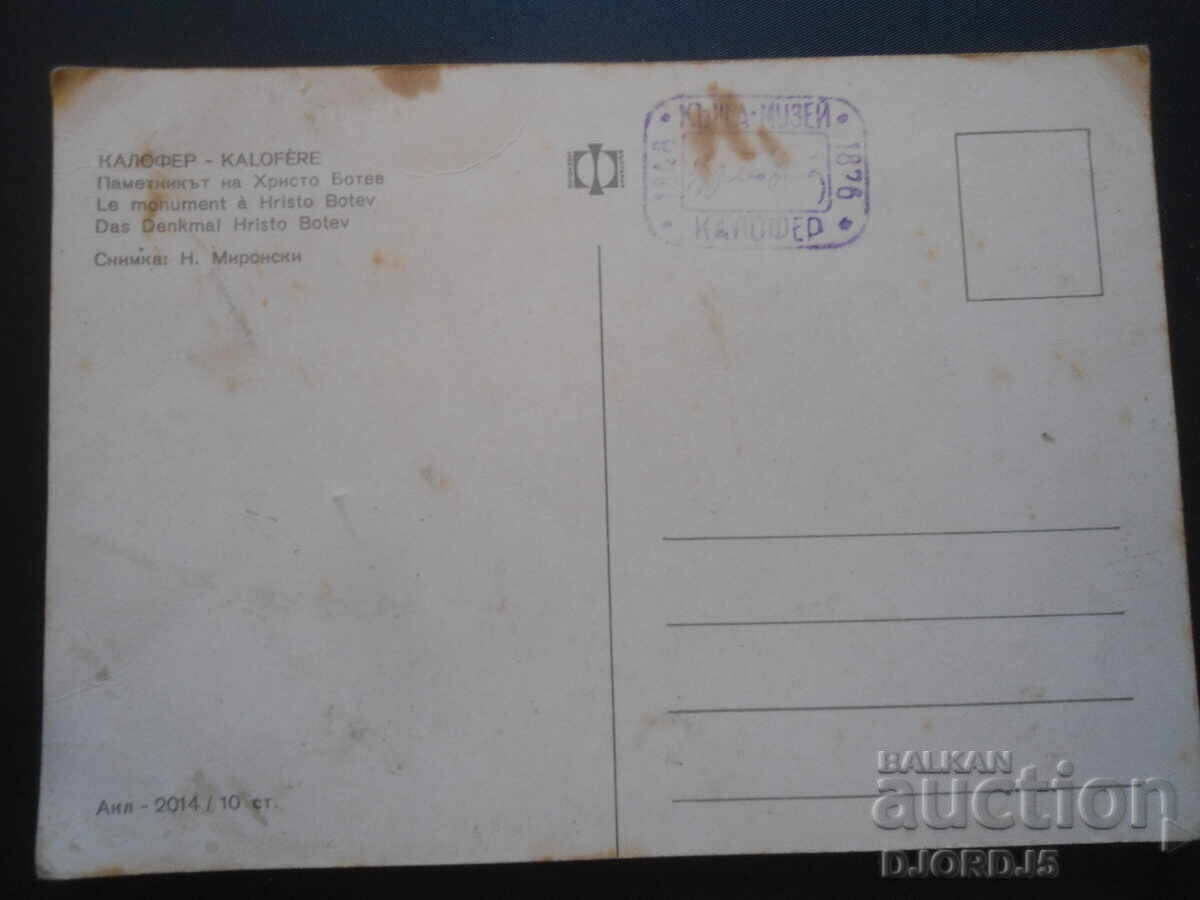 КАЛОФЕР - KALOFÈRE
Паметникът на Христо Ботев
Le monument à Hristo Botev
Das Denkmal Hristo Botev
Снимка: Н. Миронски
КЪЩА·МУЗЕЙ
1848
1876
КАЛОФЕР
Акл - 2014 / 10 ст.
BALKAN
auction
DJORDJ5